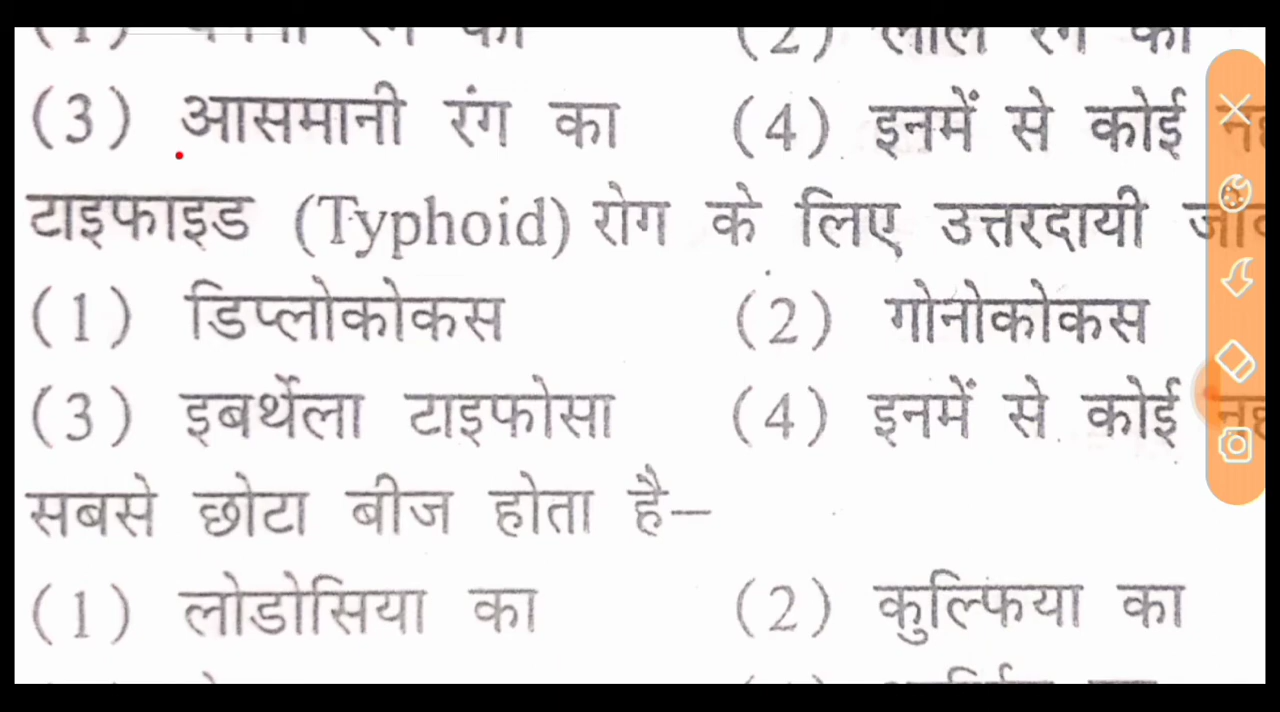 (2) लाल रंग का
(3) आसमानी रंग का (4) इनमें से कोई
टाइफाइड (Typhoid) रोग के लिए उत्तरदायी
(1) डिप्लोकोकस (2) गोनोकोकस
(3) इबर्थेला टाइफोसा (4) इनमें से कोई
सबसे छोटा बीज होता है–
(1) लोडोसिया का (2) कुल्फिया का